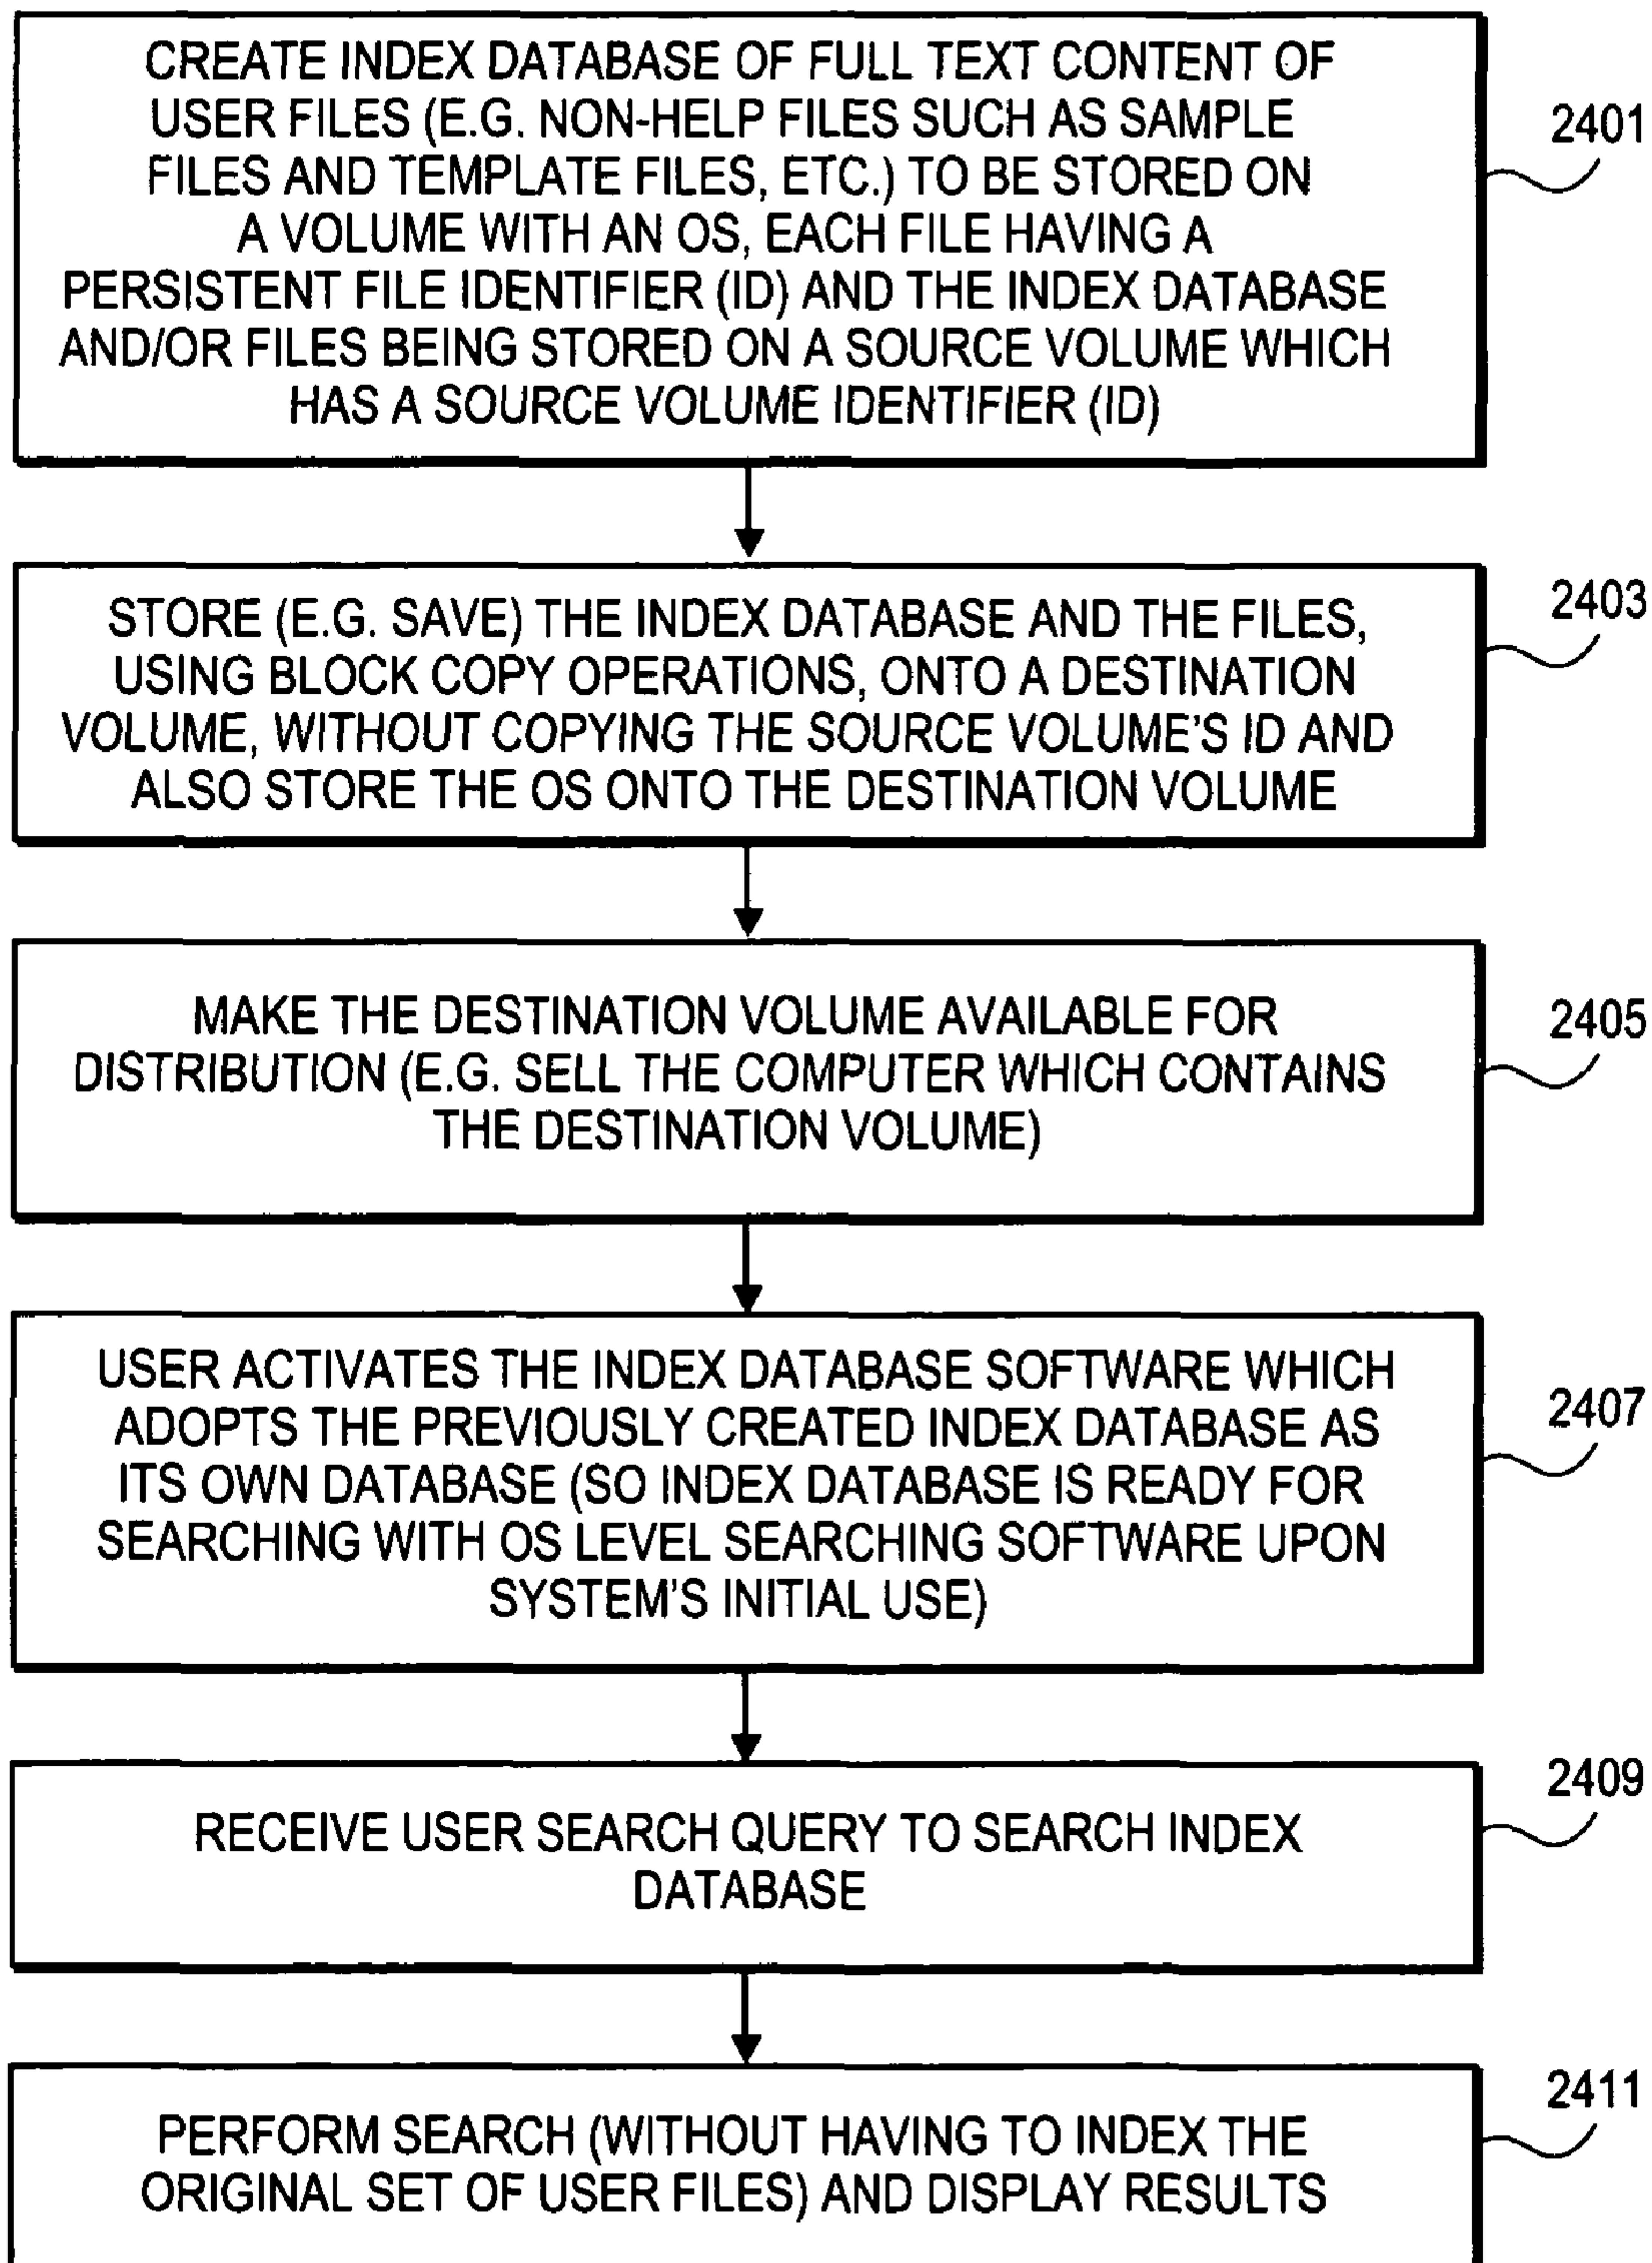 CREATE INDEX DATABASE OF FULL TEXT CONTENT OF
USER FILES (E.G. NON-HELP FILES SUCH AS SAMPLE
FILES AND TEMPLATE FILES, ETC.) TO BE STORED ON
A VOLUME WITH AN OS, EACH FILE HAVING A
PERSISTENT FILE IDENTIFIER (ID) AND THE INDEX DATABASE
AND/OR FILES BEING STORED ON A SOURCE VOLUME WHICH
HAS A SOURCE VOLUME IDENTIFIER (ID)
2401
STORE (E.G. SAVE) THE INDEX DATABASE AND THE FILES,
USING BLOCK COPY OPERATIONS, ONTO A DESTINATION
VOLUME, WITHOUT COPYING THE SOURCE VOLUME'S ID AND
ALSO STORE THE OS ONTO THE DESTINATION VOLUME
2403
MAKE THE DESTINATION VOLUME AVAILABLE FOR
DISTRIBUTION (E.G. SELL THE COMPUTER WHICH CONTAINS
THE DESTINATION VOLUME)
2405
USER ACTIVATES THE INDEX DATABASE SOFTWARE WHICH
ADOPTS THE PREVIOUSLY CREATED INDEX DATABASE AS
ITS OWN DATABASE (SO INDEX DATABASE IS READY FOR
SEARCHING WITH OS LEVEL SEARCHING SOFTWARE UPON
SYSTEM'S INITIAL USE)
2407
RECEIVE USER SEARCH QUERY TO SEARCH INDEX
DATABASE
2409
PERFORM SEARCH (WITHOUT HAVING TO INDEX THE
ORIGINAL SET OF USER FILES) AND DISPLAY RESULTS
2411